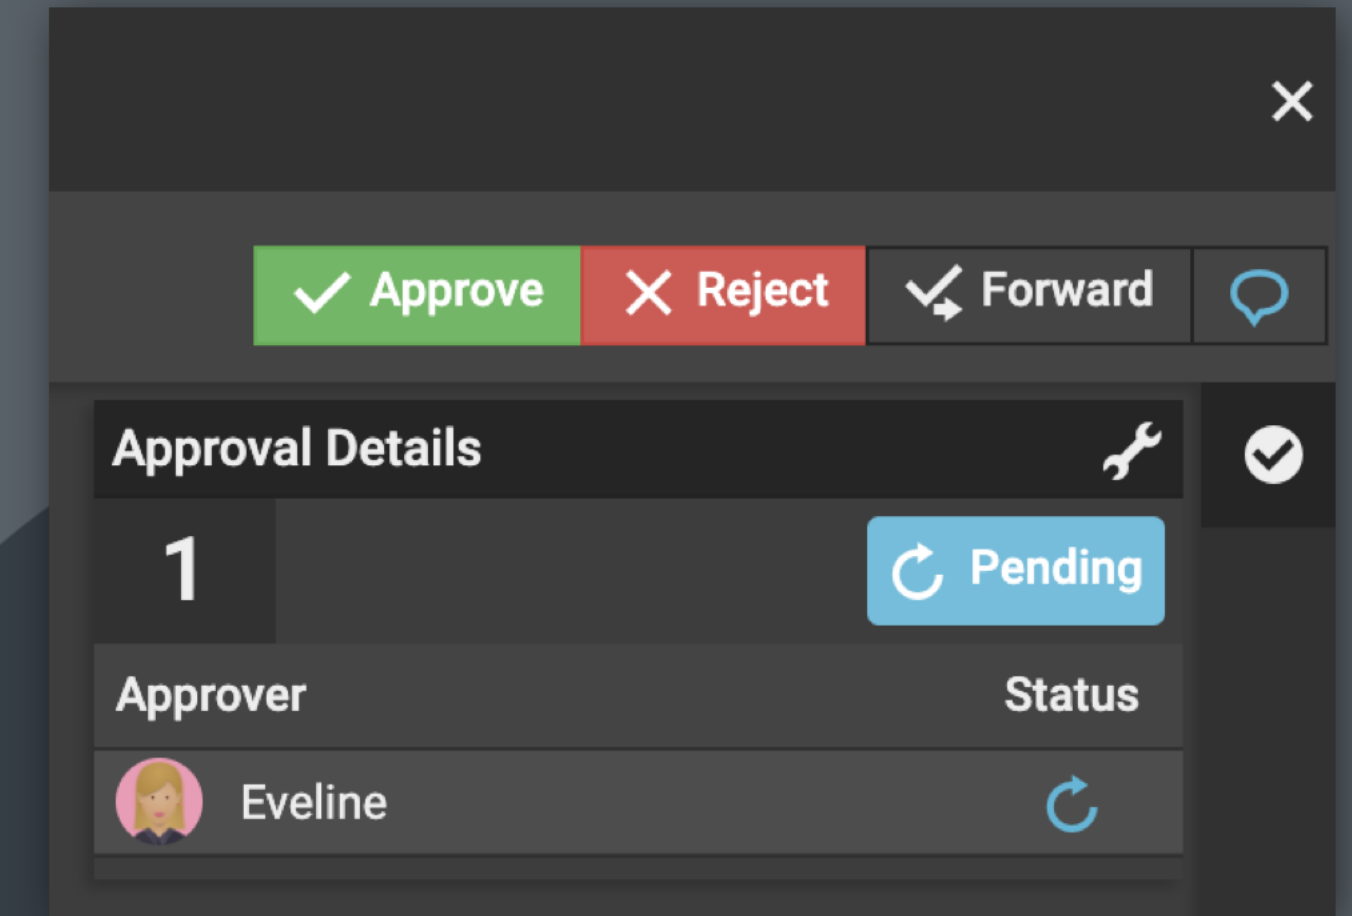 Approve Reject Forward
Approval Details
1 Pending
Approver Status
Eveline